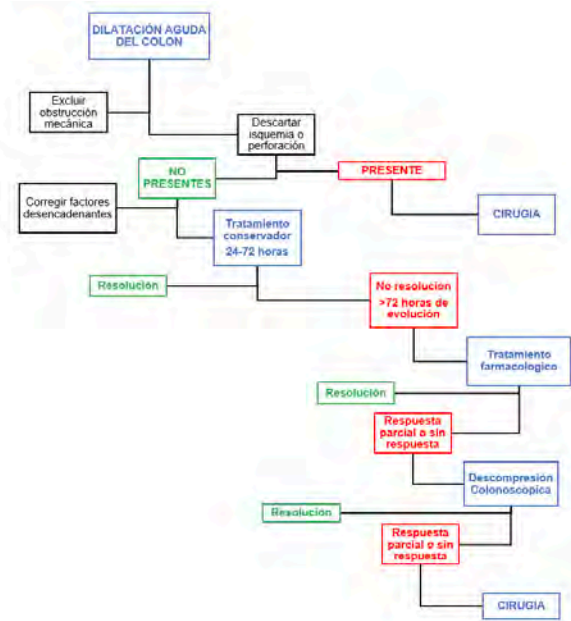 DILATACIÓN AGUDA
DEL COLON
Excluir
obstrucción
mecánica
Descartar
isquemia o
perforación
NO
PRESENTES
PRESENTE
Corregir factores
desencadenantes
CIRUGIA
Tratamiento
conservador
24-72 horas
Resolución
No resolucion
>72 horas de
evolución
Tratamiento
farmacologico
Resolución
Respuesta
parcial o sin
respuesta
Descompresión
Colonoscopica
Resolución
Respuesta
parcial o sin
respuesta
CIRUGIA